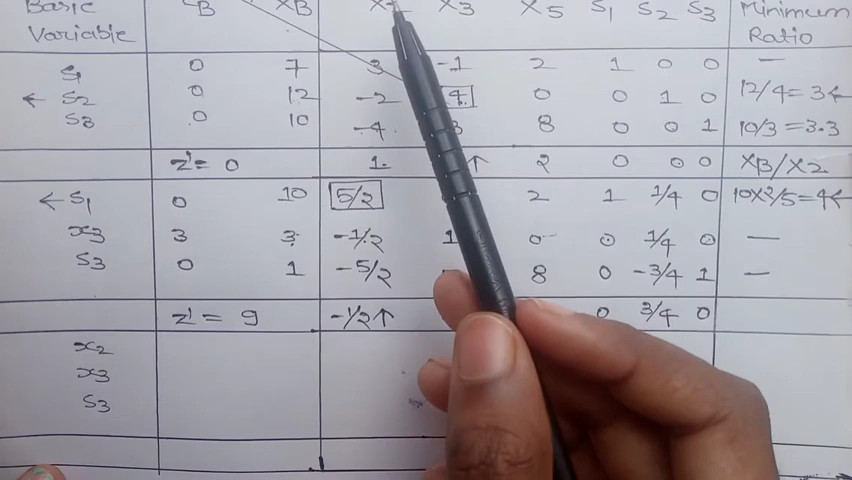 Basic CB XB X2 X3 X5 S1 S2 S3 Minimum
Variable Ratio
S1 0 7 3 -1 2 1 0 0 —
← S2 0 12 -2 4 0 0 1 0 12/4 = 3 ←
S3 0 10 -4 3 8 0 0 1 10/3 = 3.3
z' = 0 1 ↑ 2 0 0 0 XB/X2
← S1 0 10 5/2 2 1 1/4 0 10X2/5 = 4 ←
x3 3 3 -1/2 1 0 0 1/4 0 —
S3 0 1 -5/2 8 0 -3/4 1 —
z' = 9 -1/2 ↑ 0 3/4 0
x2
x3
S3